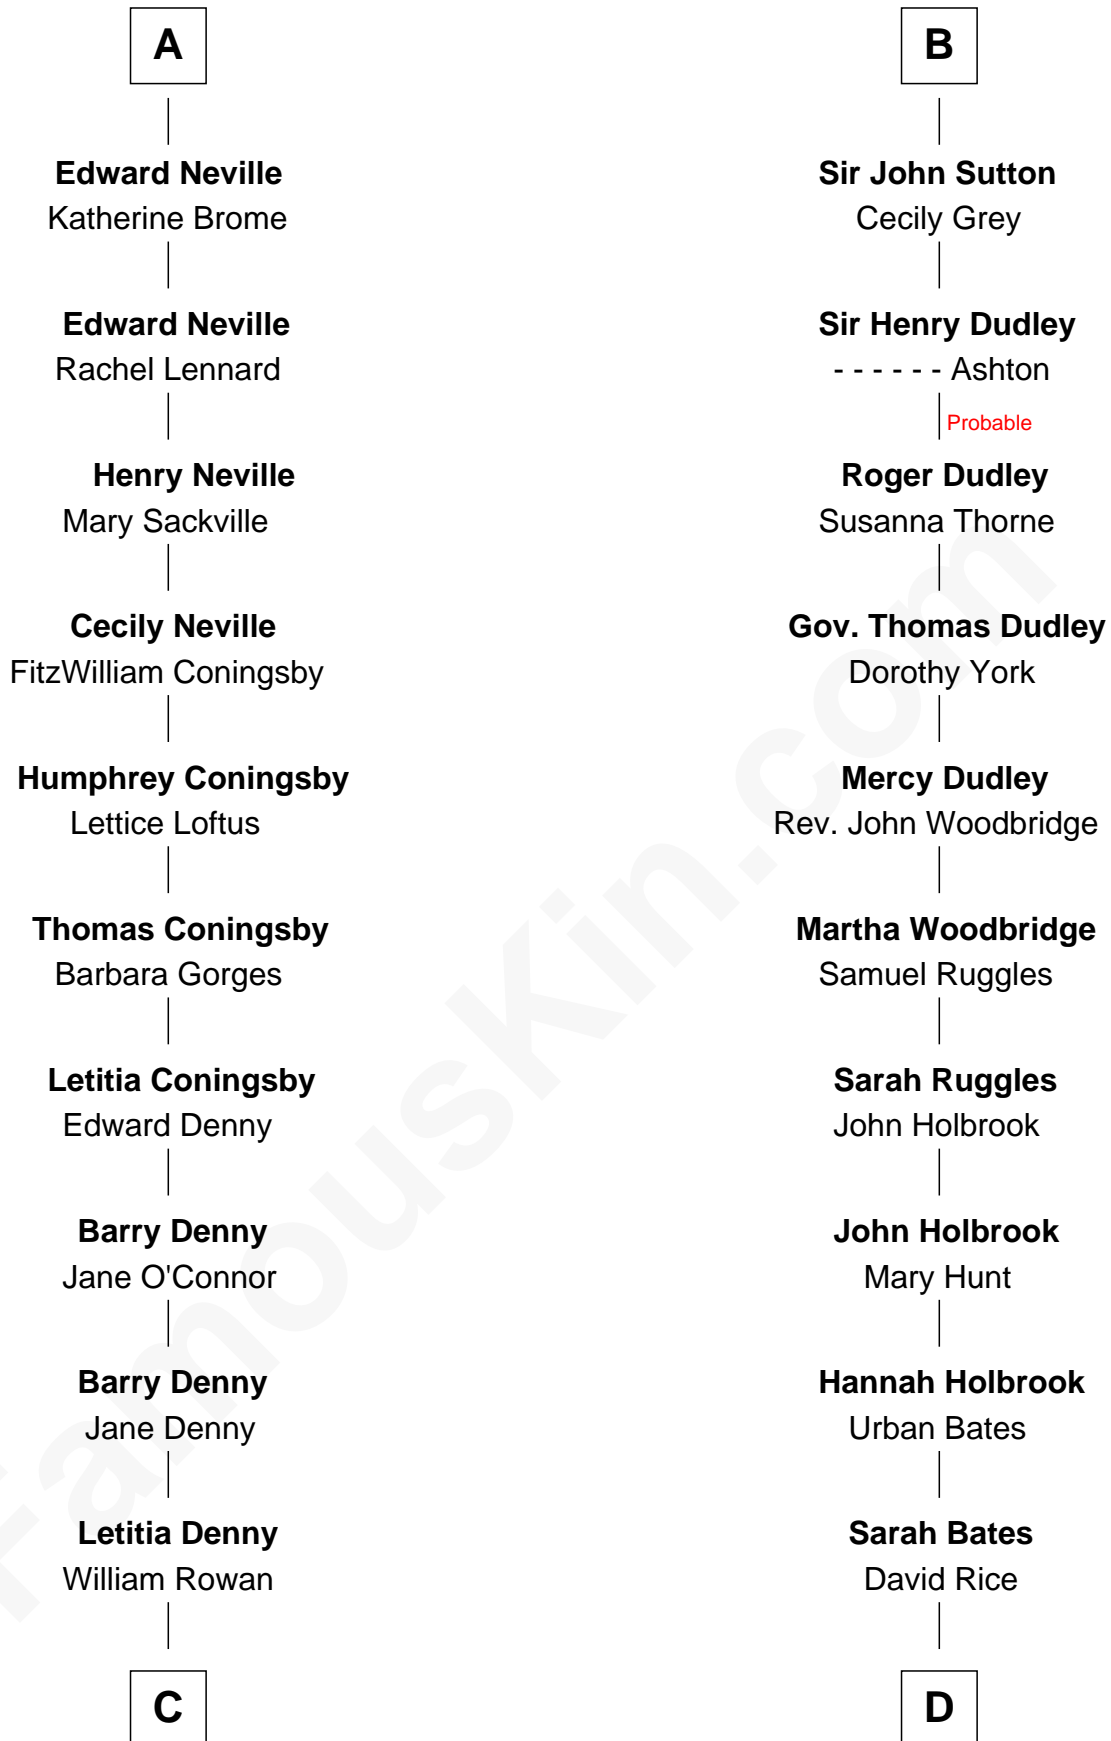 A
Edward Neville
Katherine Brome
Edward Neville
Rachel Lennard
Henry Neville
Mary Sackville
Cecily Neville
FitzWilliam Coningsby
Humphrey Coningsby
Lettice Loftus
Thomas Coningsby
Barbara Gorges
Letitia Coningsby
Edward Denny
Barry Denny
Jane O'Connor
Barry Denny
Jane Denny
Letitia Denny
William Rowan
C
B
Sir John Sutton
Cecily Grey
Sir Henry Dudley
- - - - - - Ashton
Probable
Roger Dudley
Susanna Thorne
Gov. Thomas Dudley
Dorothy York
Mercy Dudley
Rev. John Woodbridge
Martha Woodbridge
Samuel Ruggles
Sarah Ruggles
John Holbrook
John Holbrook
Mary Hunt
Hannah Holbrook
Urban Bates
Sarah Bates
David Rice
D
FamousKin.com